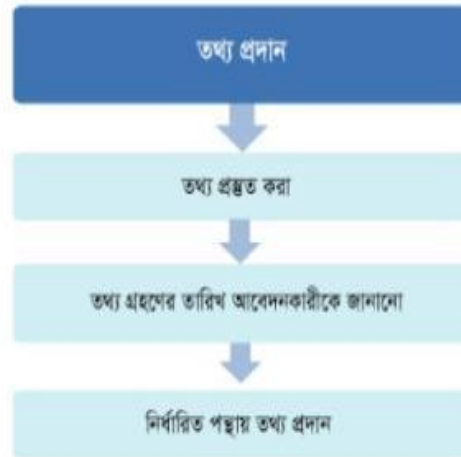 তথ্য প্রদান
তথ্য প্রস্তুত করা
তথ্য গ্রহণের তারিখ আবেদনকারীকে জানানো
নির্ধারিত পন্থায় তথ্য প্রদান